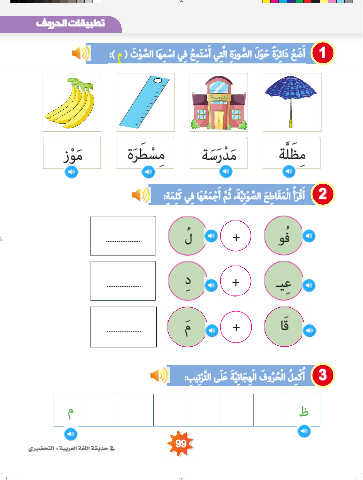 تطبيقات الحروف
1 أَضَعُ دَائِرَةً حَوْلَ الصُّورَةِ الَّتِي أَسْتَمِعُ فِي اسْمِهَا الصَّوْتَ ( م ):
مِظَلَّة مَدْرَسَة مِسْطَرَة مَوْز
2 أَقْرَأُ الْمَقَاطِعَ الصَّوْتِيَّةَ، ثُمَّ أَجْمَعُهَا فِي كَلِمَةٍ:
فُو + لُ ................
عِيـ + دِ ................
قَا + مَ ................
3 أُكْمِلُ الْحُرُوفَ الْهِجَائِيَّةَ عَلَى التَّرْتِيبِ:
ظ م
99
في حديقة اللغة العربية - التحضيري